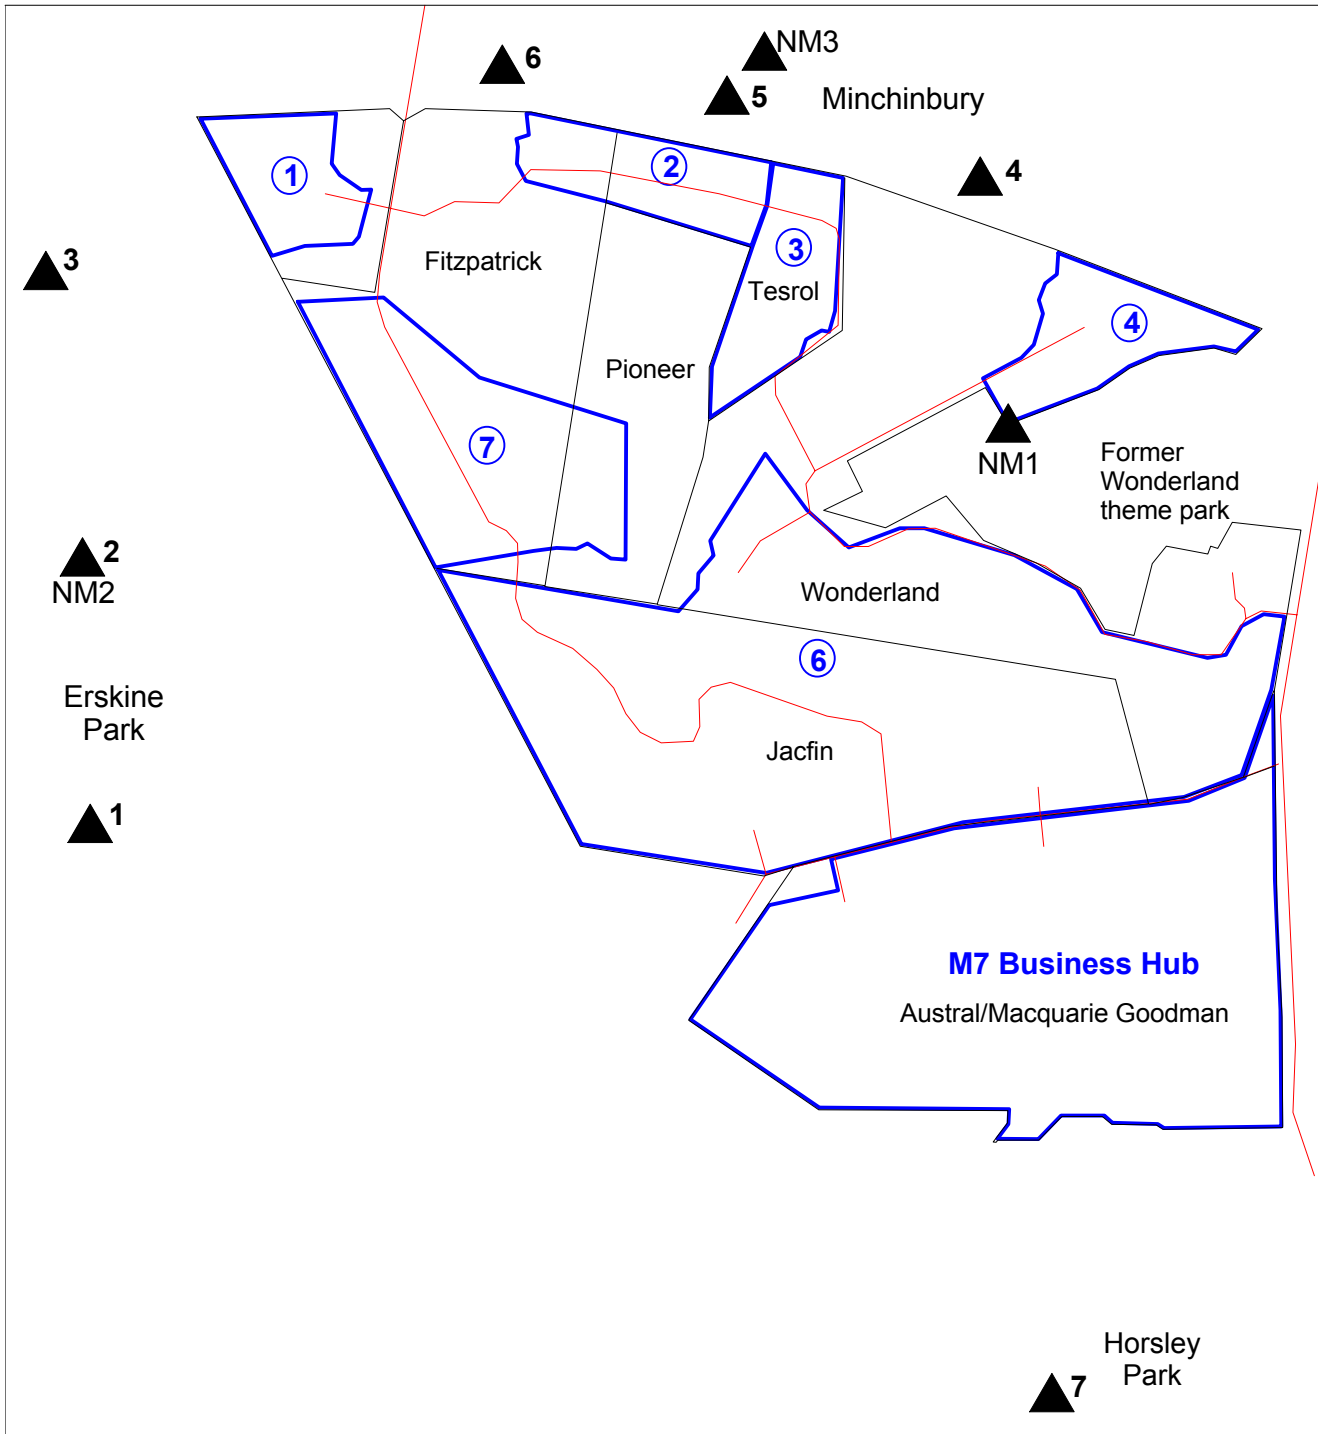 NM3
6
5
Minchinbury
4
1
2
3
3
Fitzpatrick
Tesrol
4
Pioneer
7
NM1
Former
Wonderland
theme park
2
NM2
Wonderland
6
Erskine
Park
Jacfin
1
M7 Business Hub
Austral/Macquarie Goodman
Horsley
Park
7